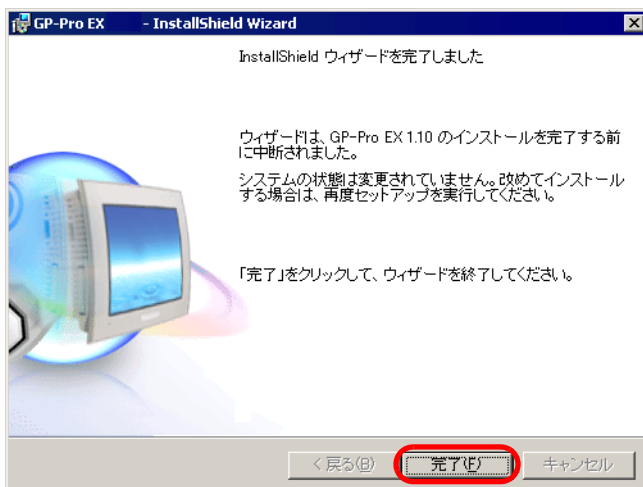 GP-Pro EX - InstallShield Wizard
InstallShield ウィザードを完了しました
ウィザードは、GP-Pro EX 1.10 のインストールを完了する前
に中断されました。
システムの状態は変更されていません。改めてインストール
する場合は、再度セットアップを実行してください。
「完了」をクリックして、ウィザードを終了してください。
< 戻る(B) 完了(F) キャンセル